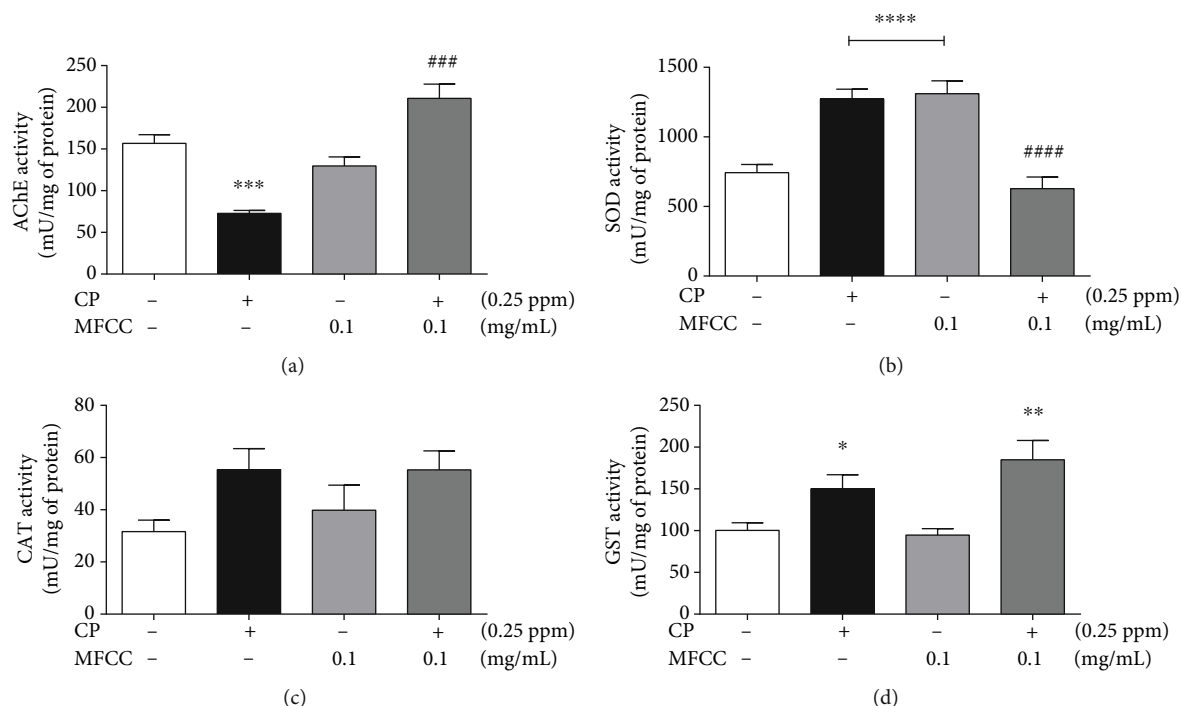 AChE activity
(mU/mg of protein)
250
200
150
100
50
0
***
###
CP – + – + (0.25 ppm)
MFCC – – 0.1 0.1 (mg/mL)
(a)
SOD activity
(mU/mg of protein)
1500
1000
500
0
****
####
CP – + – + (0.25 ppm)
MFCC – – 0.1 0.1 (mg/mL)
(b)
CAT activity
(mU/mg of protein)
80
60
40
20
0
CP – + – + (0.25 ppm)
MFCC – – 0.1 0.1 (mg/mL)
(c)
GST activity
(mU/mg of protein)
250
200
150
100
50
0
*
**
CP – + – + (0.25 ppm)
MFCC – – 0.1 0.1 (mg/mL)
(d)